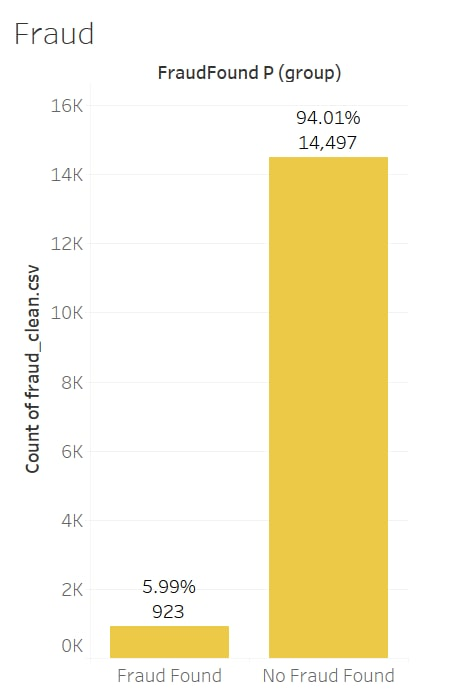 Fraud
FraudFound P (group)
16K
14K
12K
10K
8K
6K
4K
2K
0K
Count of fraud_clean.csv
94.01%
14,497
5.99%
923
Fraud Found
No Fraud Found